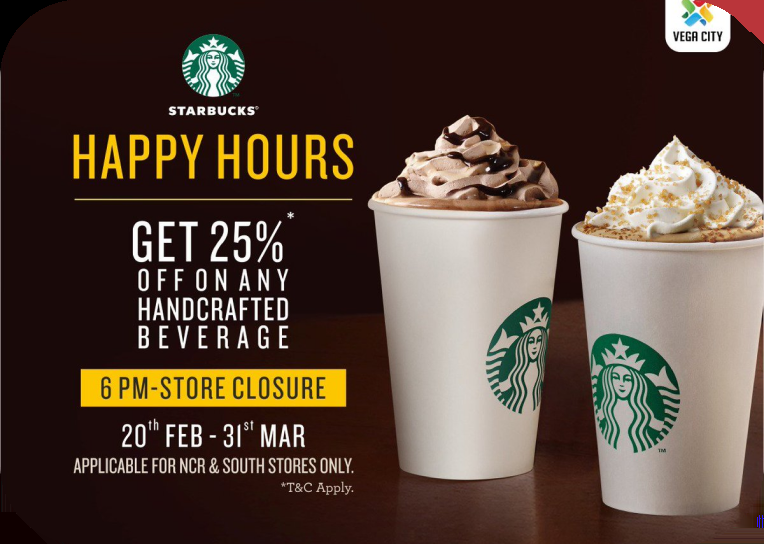 VEGA CITY
STARBUCKS®
HAPPY HOURS
GET 25%*
OFF ON ANY
HANDCRAFTED
BEVERAGE
6 PM-STORE CLOSURE
20th FEB - 31st MAR
APPLICABLE FOR NCR & SOUTH STORES ONLY.
*T&C Apply.
TM